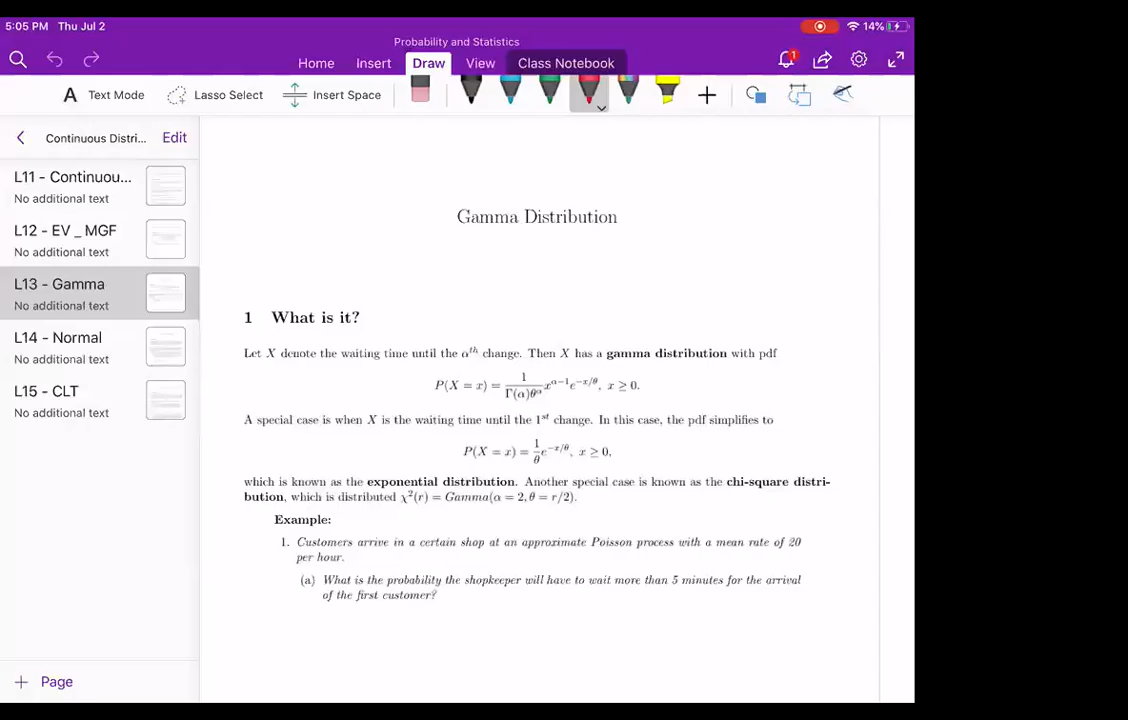 5:05 PM Thu Jul 2
14%
Probability and Statistics
Home Insert Draw View Class Notebook
1
A Text Mode Lasso Select Insert Space
Continuous Distri... Edit
L11 - Continuou...
No additional text
L12 - EV _ MGF
No additional text
L13 - Gamma
No additional text
L14 - Normal
No additional text
L15 - CLT
No additional text
+ Page
Gamma Distribution
1 What is it?
Let X denote the waiting time until the α^{th} change. Then X has a gamma distribution with pdf
P(X = x) = \frac{1}{Γ(α)θ^α} x^{α−1}e^{−x/θ}, x ≥ 0.
A special case is when X is the waiting time until the 1^{st} change. In this case, the pdf simplifies to
P(X = x) = \frac{1}{θ} e^{−x/θ}, x ≥ 0,
which is known as the exponential distribution. Another special case is known as the chi-square distri-
bution, which is distributed χ²(r) = Gamma(α = 2, θ = r/2).
Example:
1. Customers arrive in a certain shop at an approximate Poisson process with a mean rate of 20
per hour.
(a) What is the probability the shopkeeper will have to wait more than 5 minutes for the arrival
of the first customer?